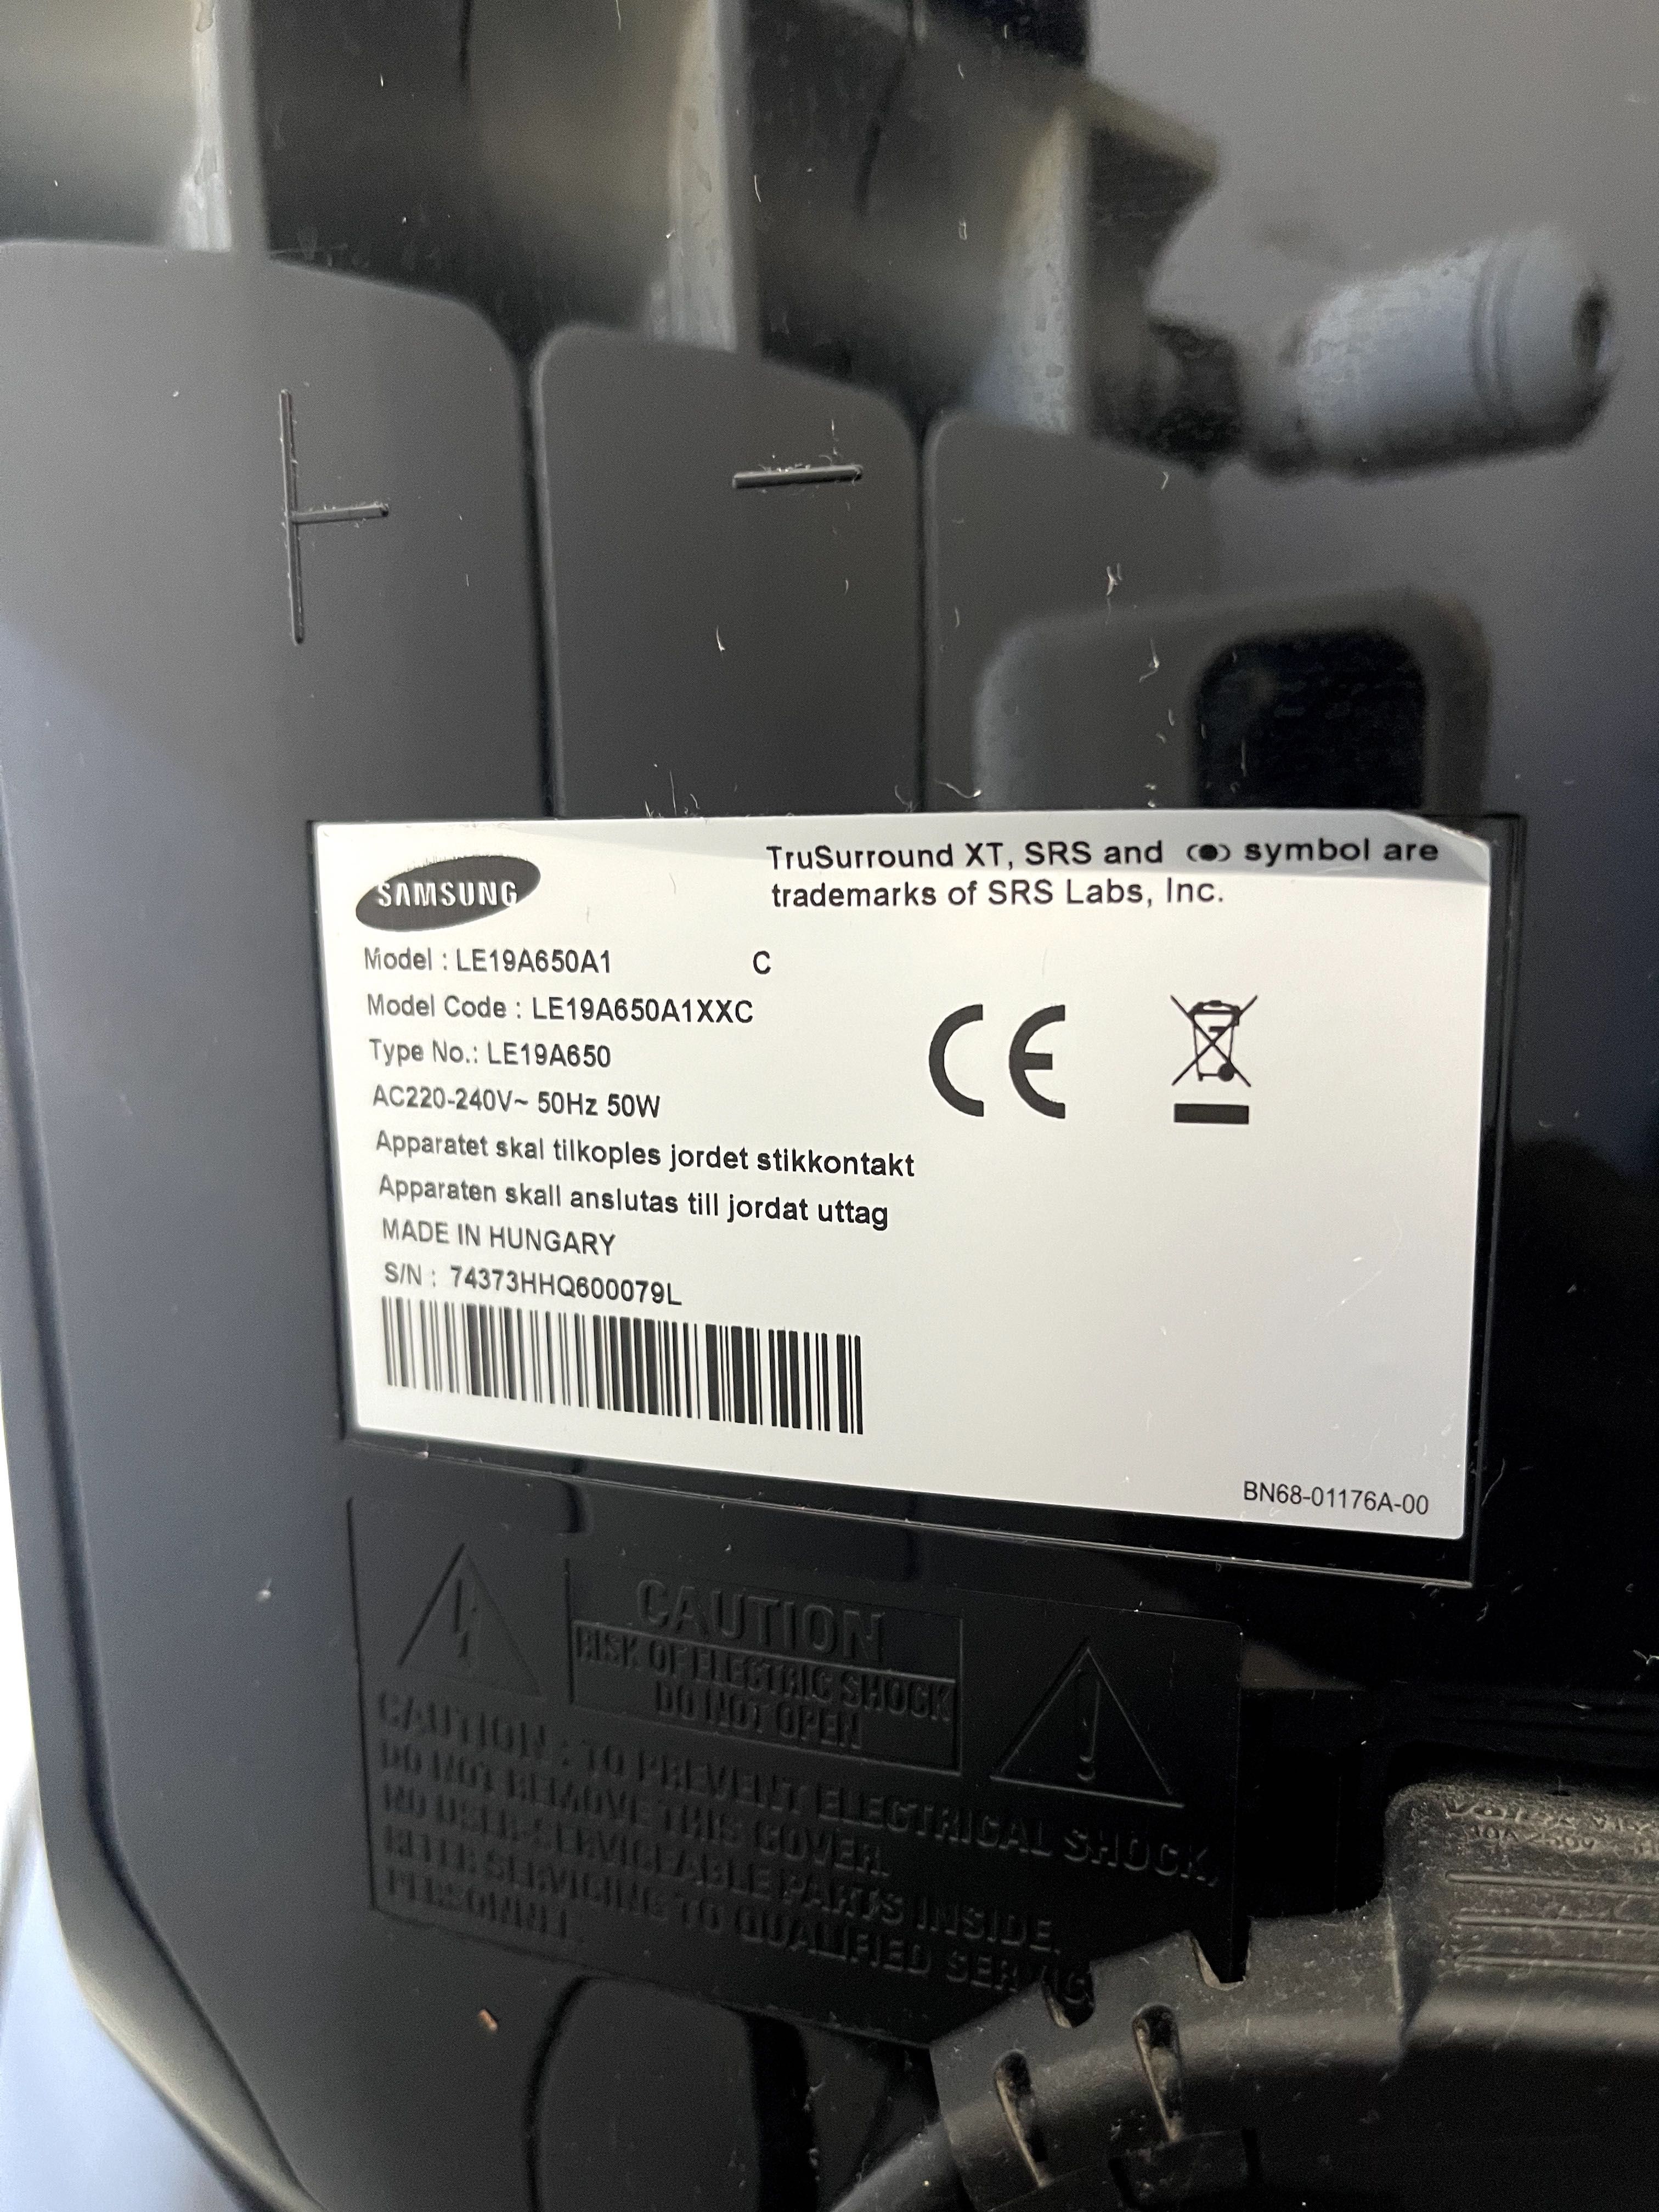 SAMSUNG
TruSurround XT, SRS and symbol are
trademarks of SRS Labs, Inc.
Model : LE19A650A1 C
Model Code : LE19A650A1XXC
Type No.: LE19A650
AC220-240V~ 50Hz 50W
Apparatet skal tilkoples jordet stikkontakt
Apparaten skall anslutas till jordat uttag
MADE IN HUNGARY
S/N : 74373HHQ600079L
CE
BN68-01176A-00
CAUTION
RISK OF ELECTRIC SHOCK
DO NOT OPEN
CAUTION : TO PREVENT ELECTRICAL SHOCK,
DO NOT REMOVE THIS COVER.
NO USER-SERVICEABLE PARTS INSIDE.
REFER SERVICING TO QUALIFIED
PERSONNEL.